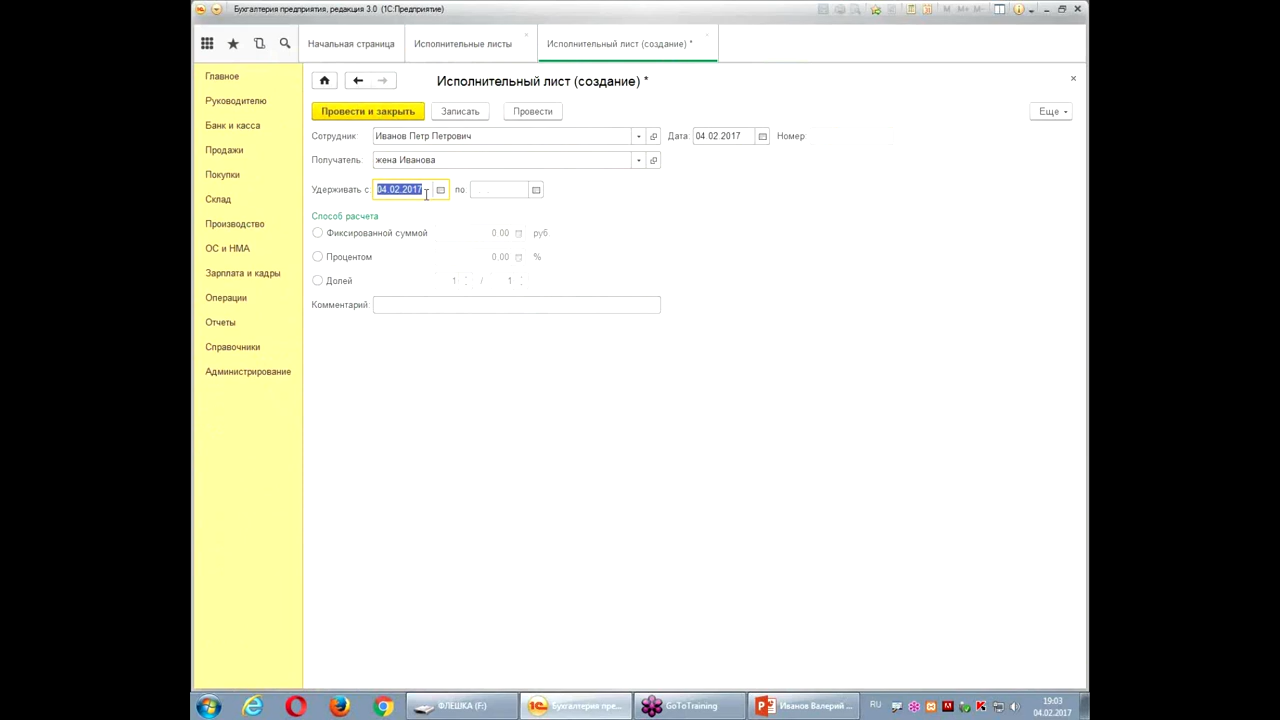 Бухгалтерия предприятия, редакция 3.0 (1С:Предприятие)
M M+ M-
Начальная страница
Исполнительные листы
Исполнительный лист (создание) *
Главное
Руководителю
Банк и касса
Продажи
Покупки
Склад
Производство
ОС и НМА
Зарплата и кадры
Операции
Отчеты
Справочники
Администрирование
Исполнительный лист (создание) *
Провести и закрыть
Записать
Провести
Еще
Сотрудник: Иванов Петр Петрович Дата: 04.02.2017 Номер:
Получатель: жена Иванова
Удерживать с: 04.02.2017 по: . .
Способ расчета
Фиксированной суммой 0.00 руб
Процентом 0.00 %
Долей 1 / 1
Комментарий:
ФЛЕШКА (F:)
Бухгалтерия пре...
GoToTraining
Иванов Валерий ...
RU
19:03
04.02.2017